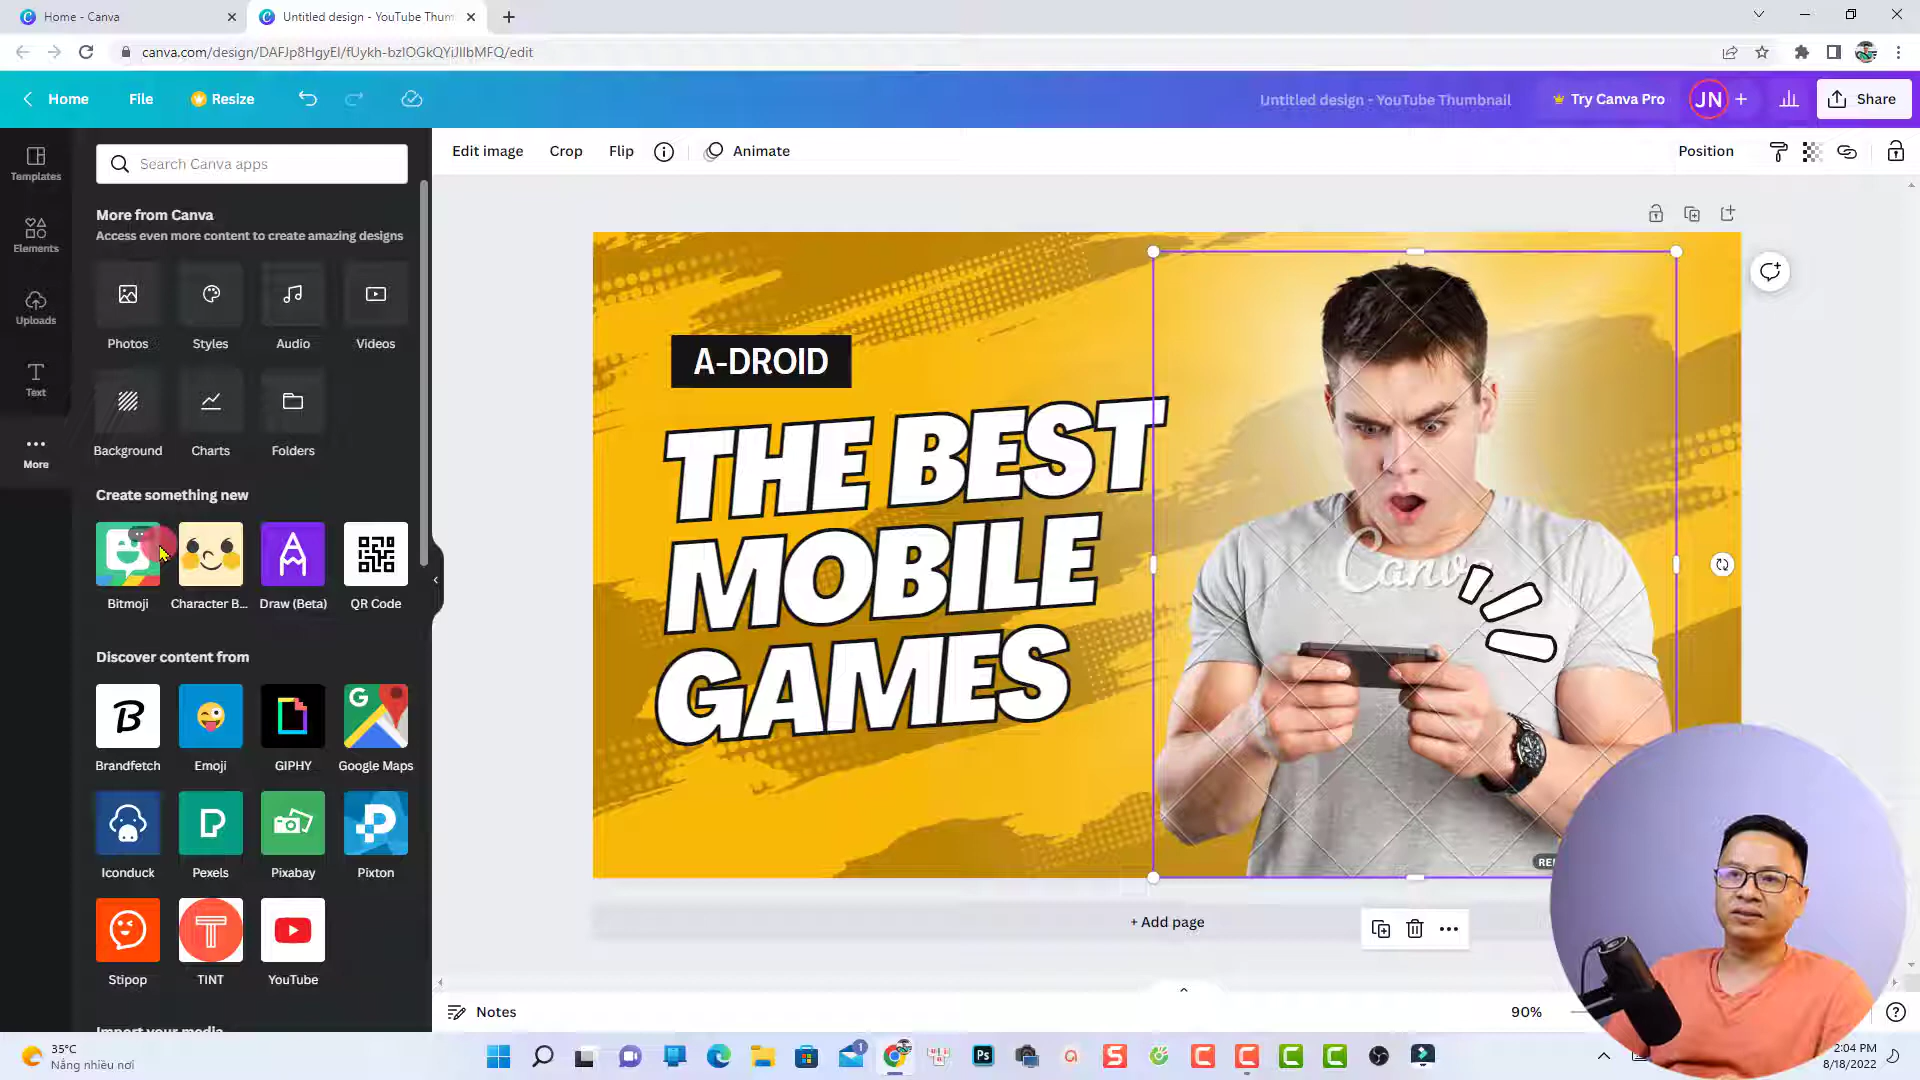 Home - Canva
Untitled design - YouTube Thum
canva.com/design/DAFJp8HgyEI/fUykh-bzlOGkQYiJIlbMFQ/edit
Home
File
Resize
Untitled design - YouTube Thumbnail
Try Canva Pro
JN
Share
Templates
Elements
Uploads
Text
More
Search Canva apps
More from Canva
Access even more content to create amazing designs
Photos
Styles
Audio
Videos
Background
Charts
Folders
Create something new
Bitmoji
Character B...
Draw (Beta)
QR Code
Discover content from
Brandfetch
Emoji
GIPHY
Google Maps
Iconduck
Pexels
Pixabay
Pixton
Stipop
TINT
YouTube
Import your media
Edit image
Crop
Flip
Animate
Position
A-DROID
THE BEST
MOBILE
GAMES
Canva
+ Add page
Notes
90%
35°C
Nắng nhiều nơi
2:04 PM
8/18/2022